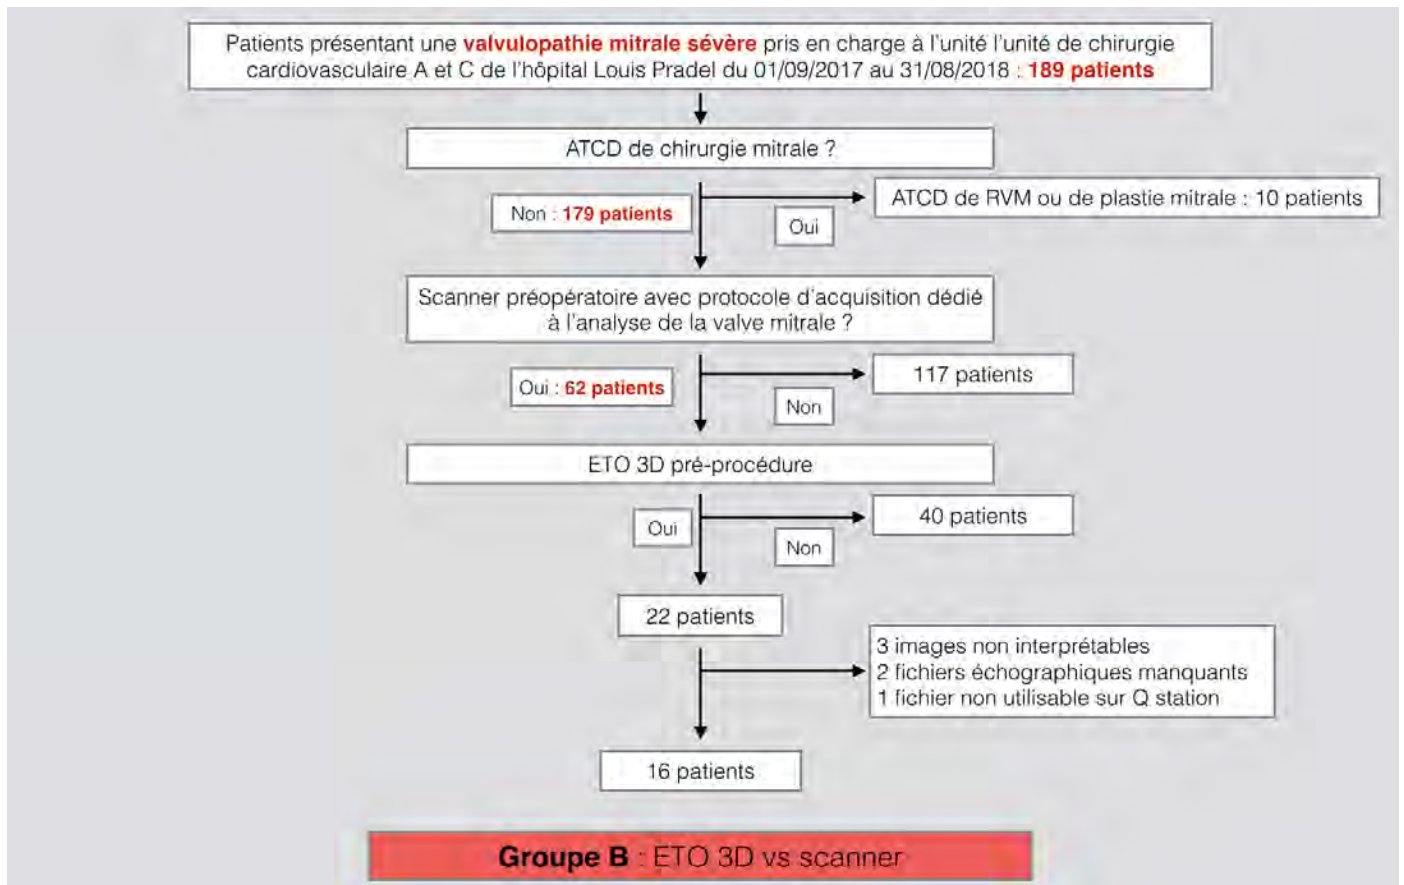 Patients présentant une valvulopathie mitrale sévère pris en charge à l'unité l'unité de chirurgie
cardiovasculaire A et C de l'hôpital Louis Pradel du 01/09/2017 au 31/08/2018 : 189 patients
ATCD de chirurgie mitrale ?
Non : 179 patients
Oui
ATCD de RVM ou de plastie mitrale : 10 patients
Scanner préopératoire avec protocole d'acquisition dédié
à l'analyse de la valve mitrale ?
Oui : 62 patients
Non
117 patients
ETO 3D pré-procédure
Oui
Non
40 patients
22 patients
3 images non interprétables
2 fichiers échographiques manquants
1 fichier non utilisable sur Q station
16 patients
Groupe B : ETO 3D vs scanner